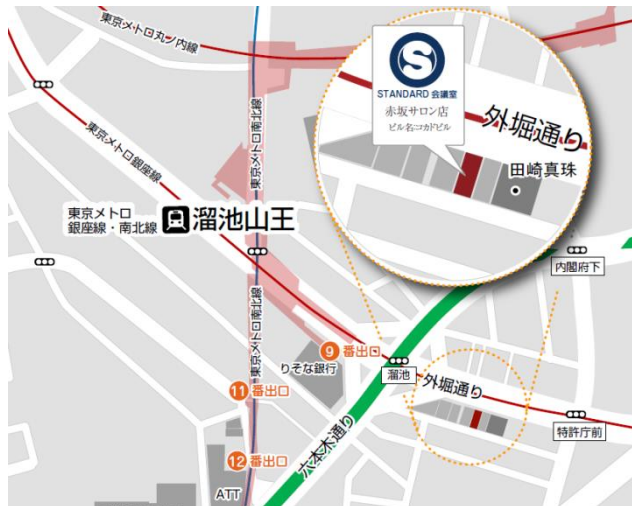 東京メトロ丸ノ内線
東京メトロ南北線
東京メトロ銀座線
S
STANDARD 会議室
赤坂サロン店
ビル名:コカドビル
外堀通り
田崎真珠
東京メトロ
銀座線・南北線
溜池山王
内閣府下
東京メトロ南北線
9 番出口
りそな銀行
溜池
外堀通り
11 番出口
特許庁前
六本木通り
12 番出口
ATT